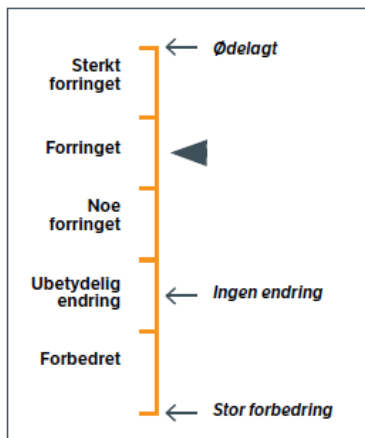 Ødelagt
Sterkt
forringet
Forringet
Noe
forringet
Ubetydelig
endring
Ingen endring
Forbedret
Stor forbedring